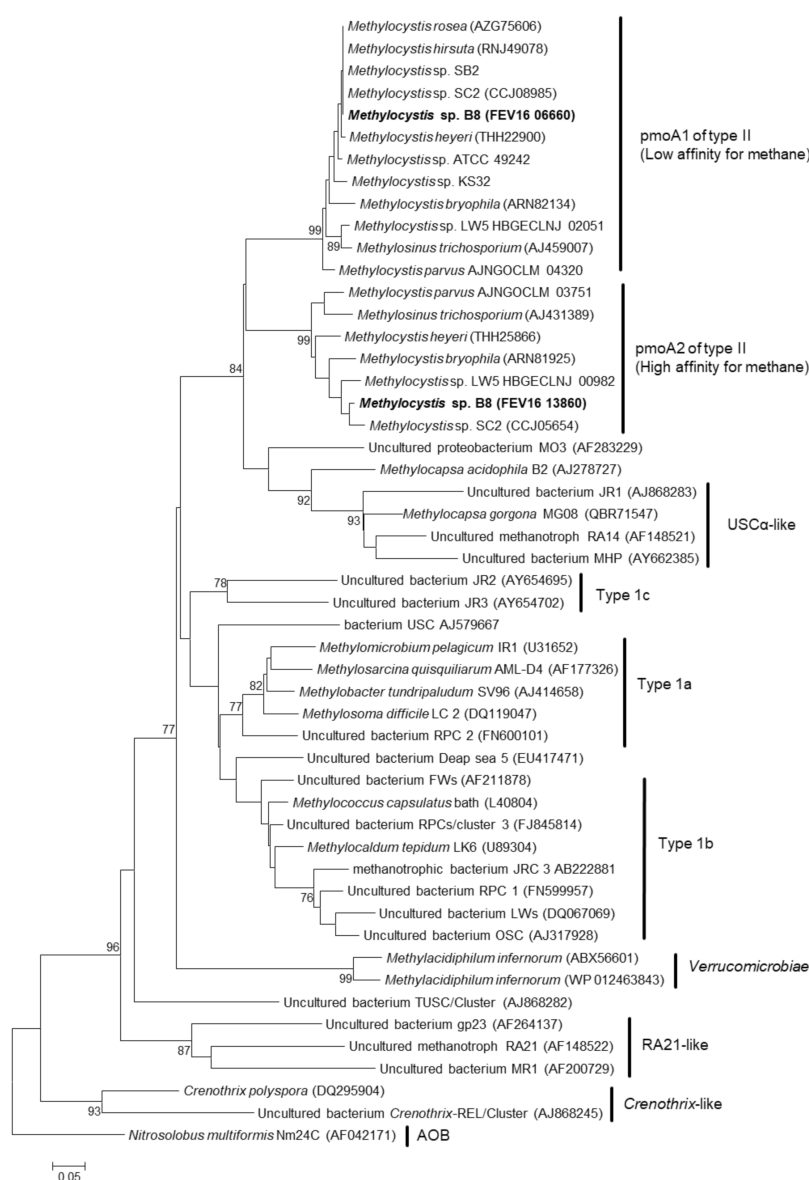 Methylocystis rosea (AZG75606)
Methylocystis hirsuta (RNJ49078)
Methylocystis sp. SB2
Methylocystis sp. SC2 (CCJ08985)
Methylocystis sp. B8 (FEV16 06660)
Methylocystis heyeri (THH22900)
Methylocystis sp. ATCC 49242
Methylocystis sp. KS32
Methylocystis bryophila (ARN82134)
Methylocystis sp. LW5 HBGECLNJ 02051
Methylosinus trichosporium (AJ459007)
Methylocystis parvus AJNGOCLM 04320
pmoA1 of type II
(Low affinity for methane)
99
89
Methylocystis parvus AJNGOCLM 03751
Methylosinus trichosporium (AJ431389)
Methylocystis heyeri (THH25866)
Methylocystis bryophila (ARN81925)
Methylocystis sp. LW5 HBGECLNJ 00982
Methylocystis sp. B8 (FEV16 13860)
Methylocystis sp. SC2 (CCJ05654)
pmoA2 of type II
(High affinity for methane)
99
84
Uncultured proteobacterium MO3 (AF283229)
Methylocapsa acidophila B2 (AJ278727)
Uncultured bacterium JR1 (AJ868283)
Methylocapsa gorgona MG08 (QBR71547)
Uncultured methanotroph RA14 (AF148521)
Uncultured bacterium MHP (AY662385)
USCα-like
92
93
Uncultured bacterium JR2 (AY654695)
Uncultured bacterium JR3 (AY654702)
Type 1c
78
bacterium USC AJ579667
Methylomicrobium pelagicum IR1 (U31652)
Methylosarcina quisquiliarum AML-D4 (AF177326)
Methylobacter tundripaludum SV96 (AJ414658)
Methylosoma difficile LC 2 (DQ119047)
Uncultured bacterium RPC 2 (FN600101)
Type 1a
82
77
77
Uncultured bacterium Deap sea 5 (EU417471)
Uncultured bacterium FWs (AF211878)
Methylococcus capsulatus bath (L40804)
Uncultured bacterium RPCs/cluster 3 (FJ845814)
Methylocaldum tepidum LK6 (U89304)
methanotrophic bacterium JRC 3 AB222881
Uncultured bacterium RPC 1 (FN599957)
Uncultured bacterium LWs (DQ067069)
Uncultured bacterium OSC (AJ317928)
Type 1b
76
96
Methylacidiphilum infernorum (ABX56601)
Methylacidiphilum infernorum (WP 012463843)
Verrucomicrobiae
99
Uncultured bacterium TUSC/Cluster (AJ868282)
Uncultured bacterium gp23 (AF264137)
Uncultured methanotroph RA21 (AF148522)
Uncultured bacterium MR1 (AF200729)
RA21-like
87
Crenothrix polyspora (DQ295904)
Uncultured bacterium Crenothrix-REL/Cluster (AJ868245)
Crenothrix-like
93
Nitrosolobus multiformis Nm24C (AF042171)
AOB
0.05